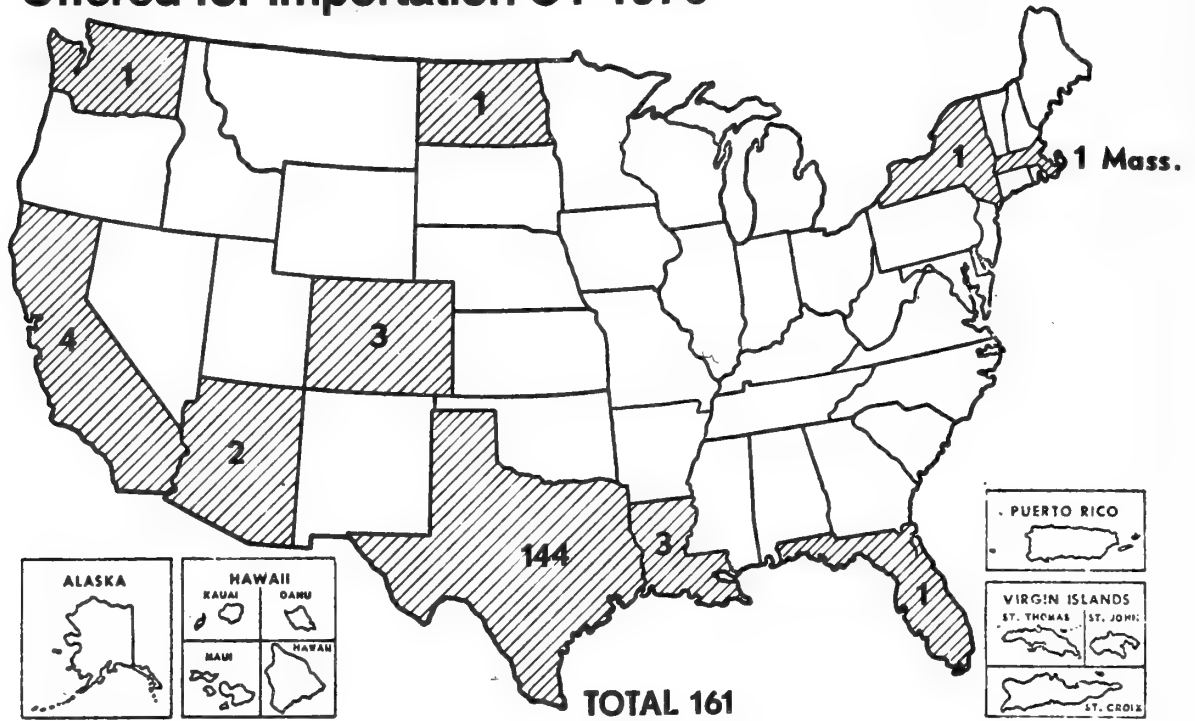 Offered for Importation CY 1976
1
1
1
1 Mass.
4
3
2
144
3
1
ALASKA
HAWAII
KAUAI
OAHU
MAUI
HAWAII
PUERTO RICO
VIRGIN ISLANDS
ST. THOMAS
ST. JOHN
ST. CROIX
TOTAL 161